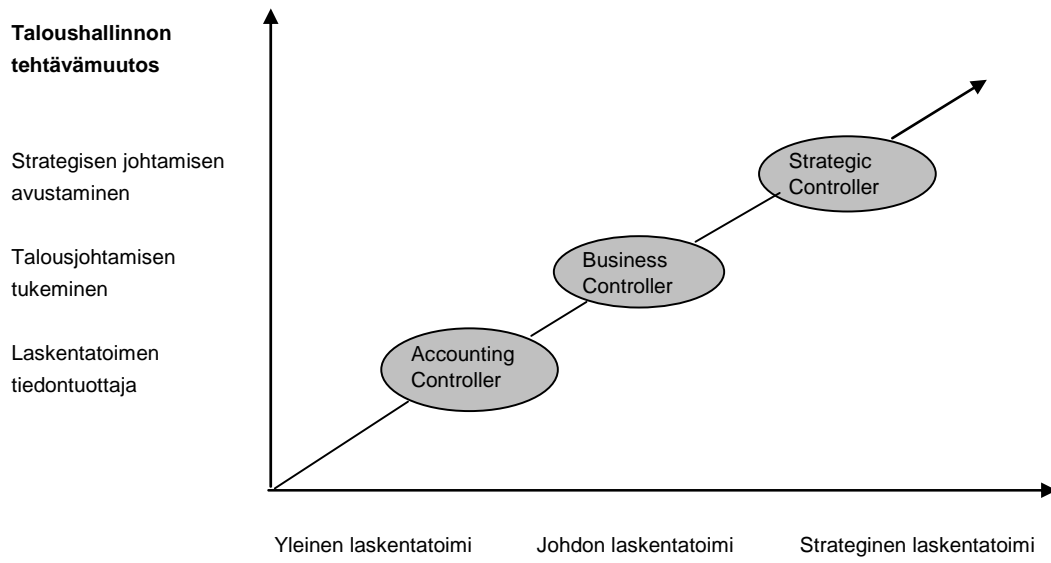 Taloushallinnon
tehtävämuutos
Strategisen johtamisen
avustaminen
Strategic
Controller
Talousjohtamisen
tukeminen
Business
Controller
Laskentatoimen
tiedontuottaja
Accounting
Controller
Yleinen laskentatoimi
Johdon laskentatoimi
Strateginen laskentatoimi